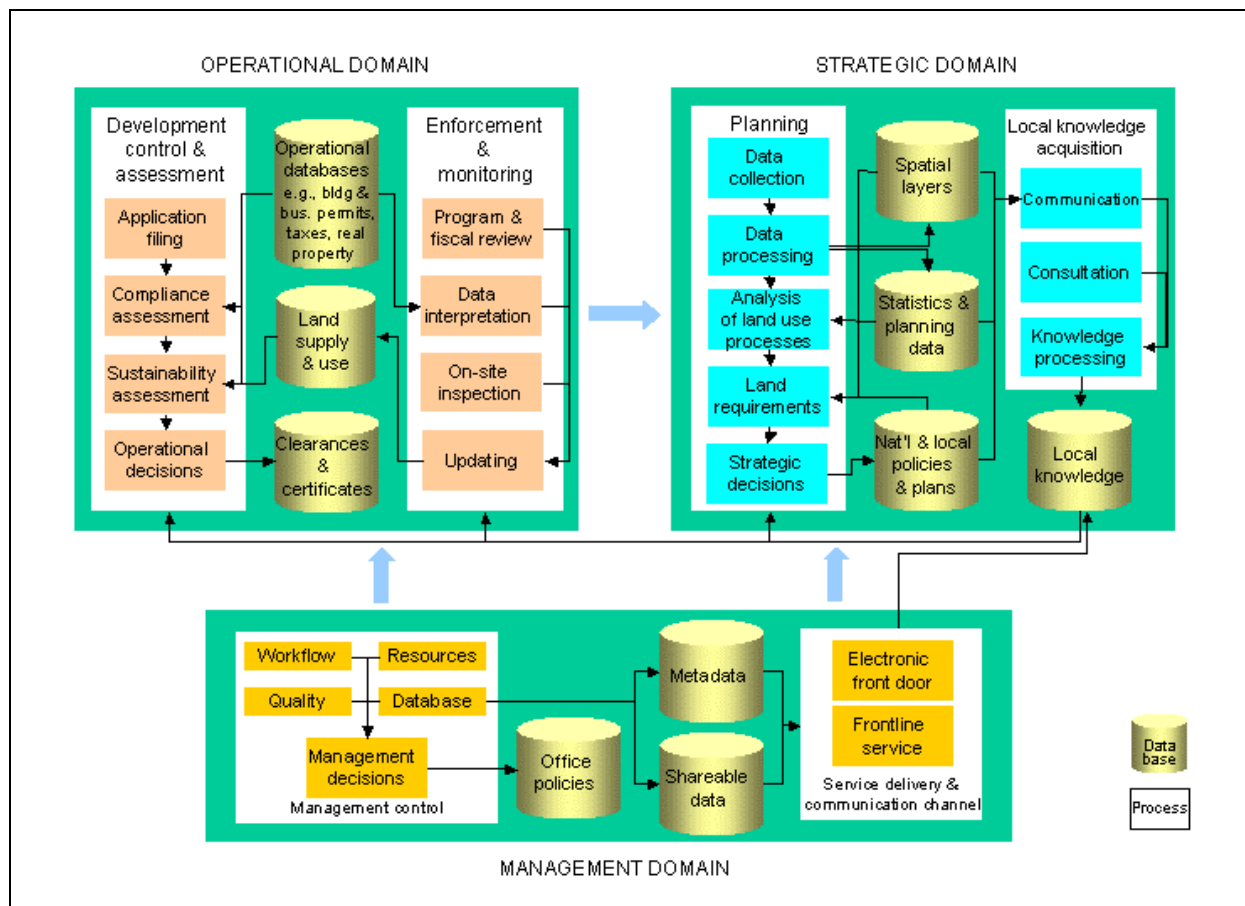 OPERATIONAL DOMAIN
STRATEGIC DOMAIN
Development
control &
assessment
Application
filing
Compliance
assessment
Sustainability
assessment
Operational
decisions
Operational
databases
e.g., bldg &
bus. permits,
taxes, real
property
Land
supply
& use
Clearances
&
certificates
Enforcement
&
monitoring
Program &
fiscal review
Data
interpretation
On-site
inspection
Updating
Planning
Data
collection
Data
processing
Analysis
of land use
processes
Land
requirements
Strategic
decisions
Spatial
layers
Statistics &
planning
data
Nat'l & local
policies
& plans
Local knowledge
acquisition
Communication
Consultation
Knowledge
processing
Local
knowledge
Workflow
Resources
Quality
Database
Management
decisions
Management control
Office
policies
Metadata
Shareable
data
Electronic
front door
Frontline
service
Service delivery &
communication channel
MANAGEMENT DOMAIN
Data
base
Process